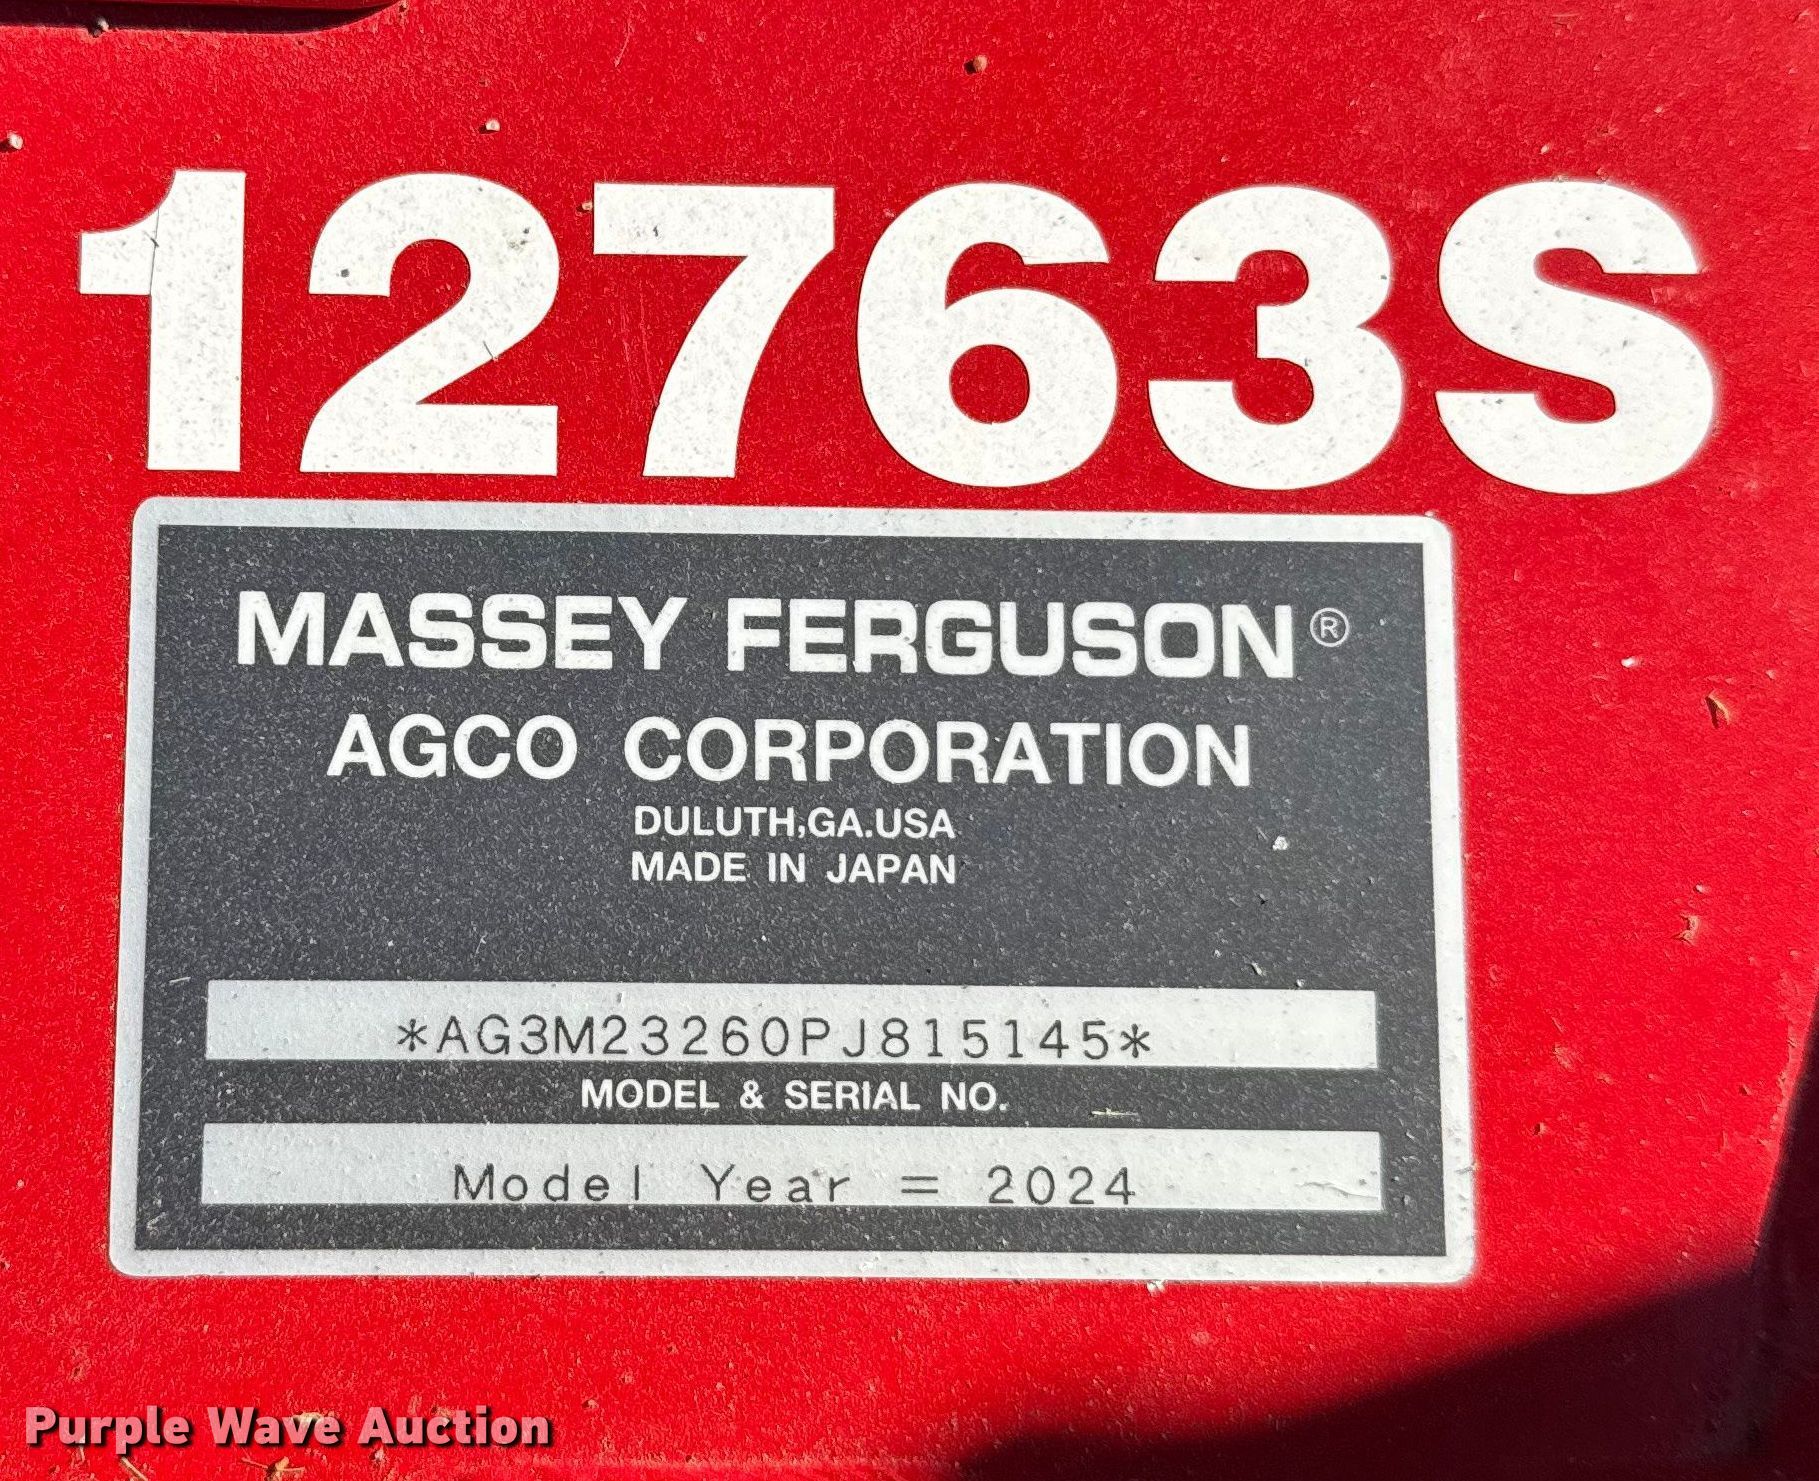 12763S
MASSEY FERGUSON®
AGCO CORPORATION
DULUTH,GA.USA
MADE IN JAPAN
*AG3M23260PJ815145*
MODEL & SERIAL NO.
Model Year = 2024
Purple Wave Auction